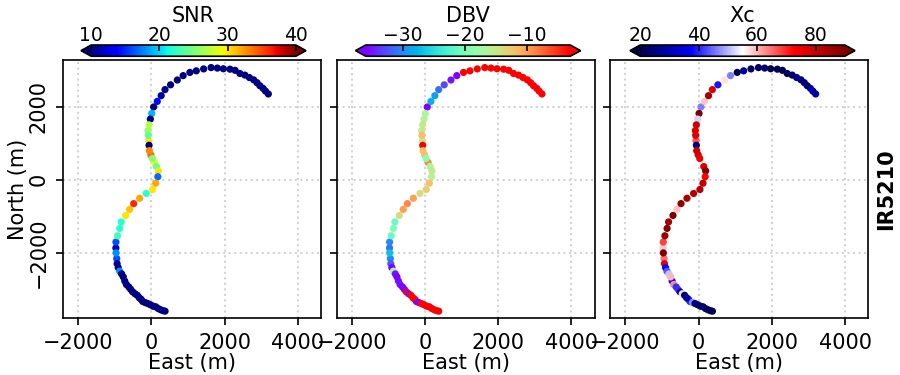 SNR DBV Xc
10 20 30 40 −30 −20 −10 20 40 60 80
2000
0
−2000
North (m)
IR5210
−2000 0 2000 4000 −2000 0 2000 4000 −2000 0 2000 4000
East (m) East (m) East (m)